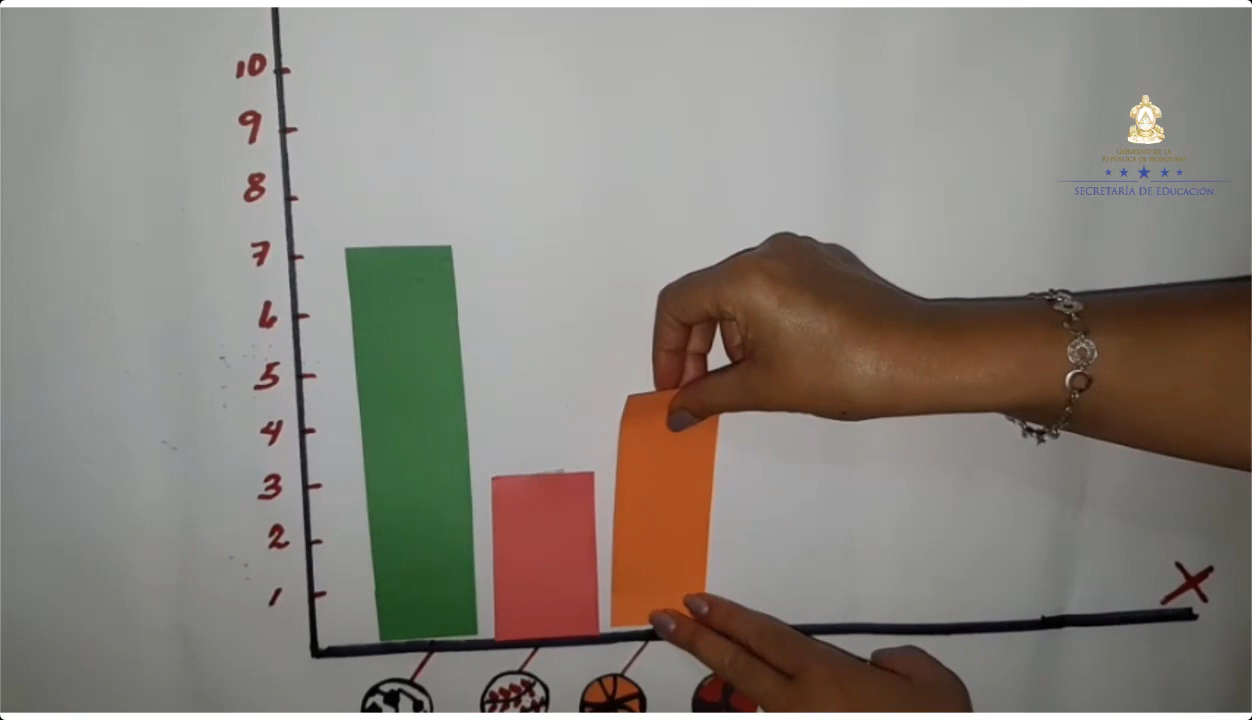 10
9
8
7
6
5
4
3
2
1
X
GOBIERNO DE LA
REPÚBLICA DE HONDURAS
SECRETARÍA DE EDUCACIÓN